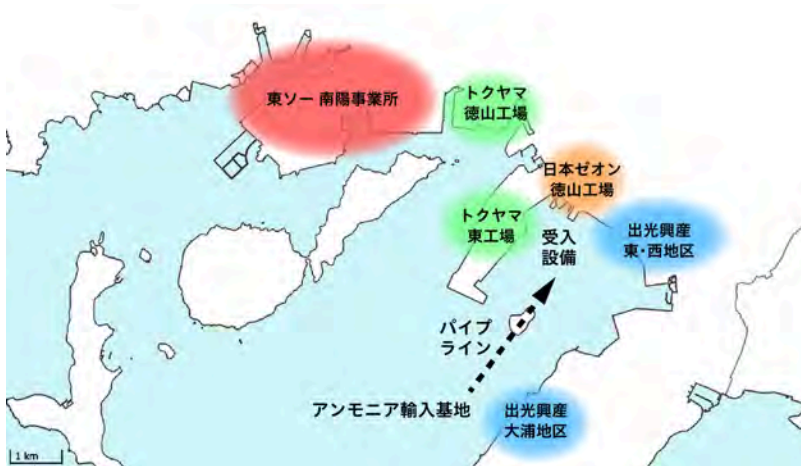 東ソー 南陽事業所
トクヤマ
徳山工場
日本ゼオン
徳山工場
トクヤマ
東工場
出光興産
東・西地区
受入
設備
パイプ
ライン
アンモニア輸入基地
出光興産
大浦地区
1 km